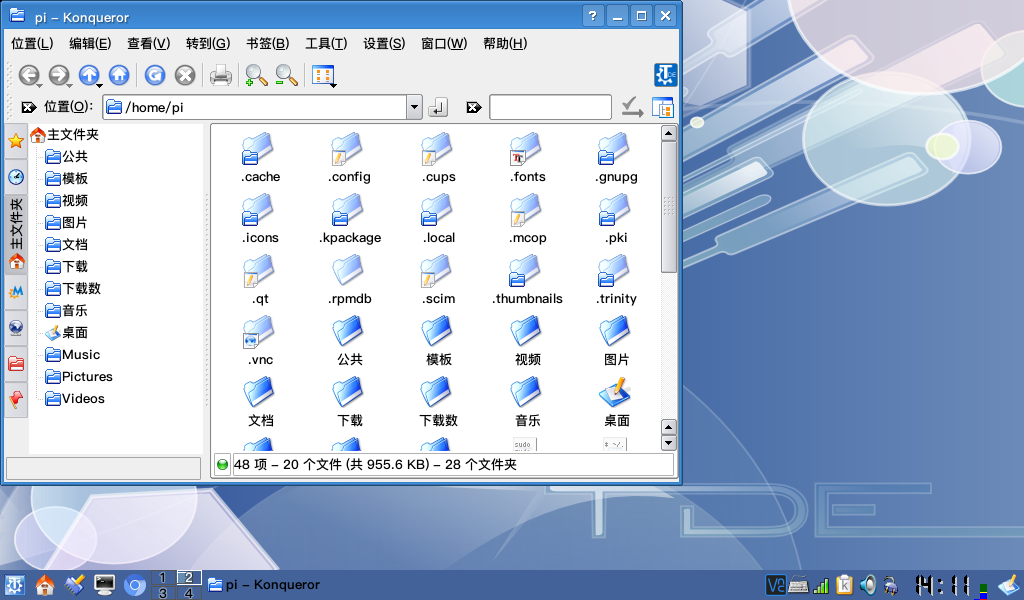 pi – Konqueror
位置(L) 编辑(E) 查看(V) 转到(G) 书签(B) 工具(T) 设置(S) 窗口(W) 帮助(H)
位置(O): /home/pi
主文件夹
主文件夹
公共
模板
视频
图片
文档
下载
下载数
音乐
桌面
Music
Pictures
Videos
.cache .config .cups .fonts .gnupg
.icons .kpackage .local .mcop .pki
.qt .rpmdb .scim .thumbnails .trinity
.vnc 公共 模板 视频 图片
文档 下载 下载数 音乐 桌面
sudo $ ~/.
48 项 – 20 个文件 (共 955.6 KB) – 28 个文件夹
TDE
1 2
3 4
pi – Konqueror
14:11